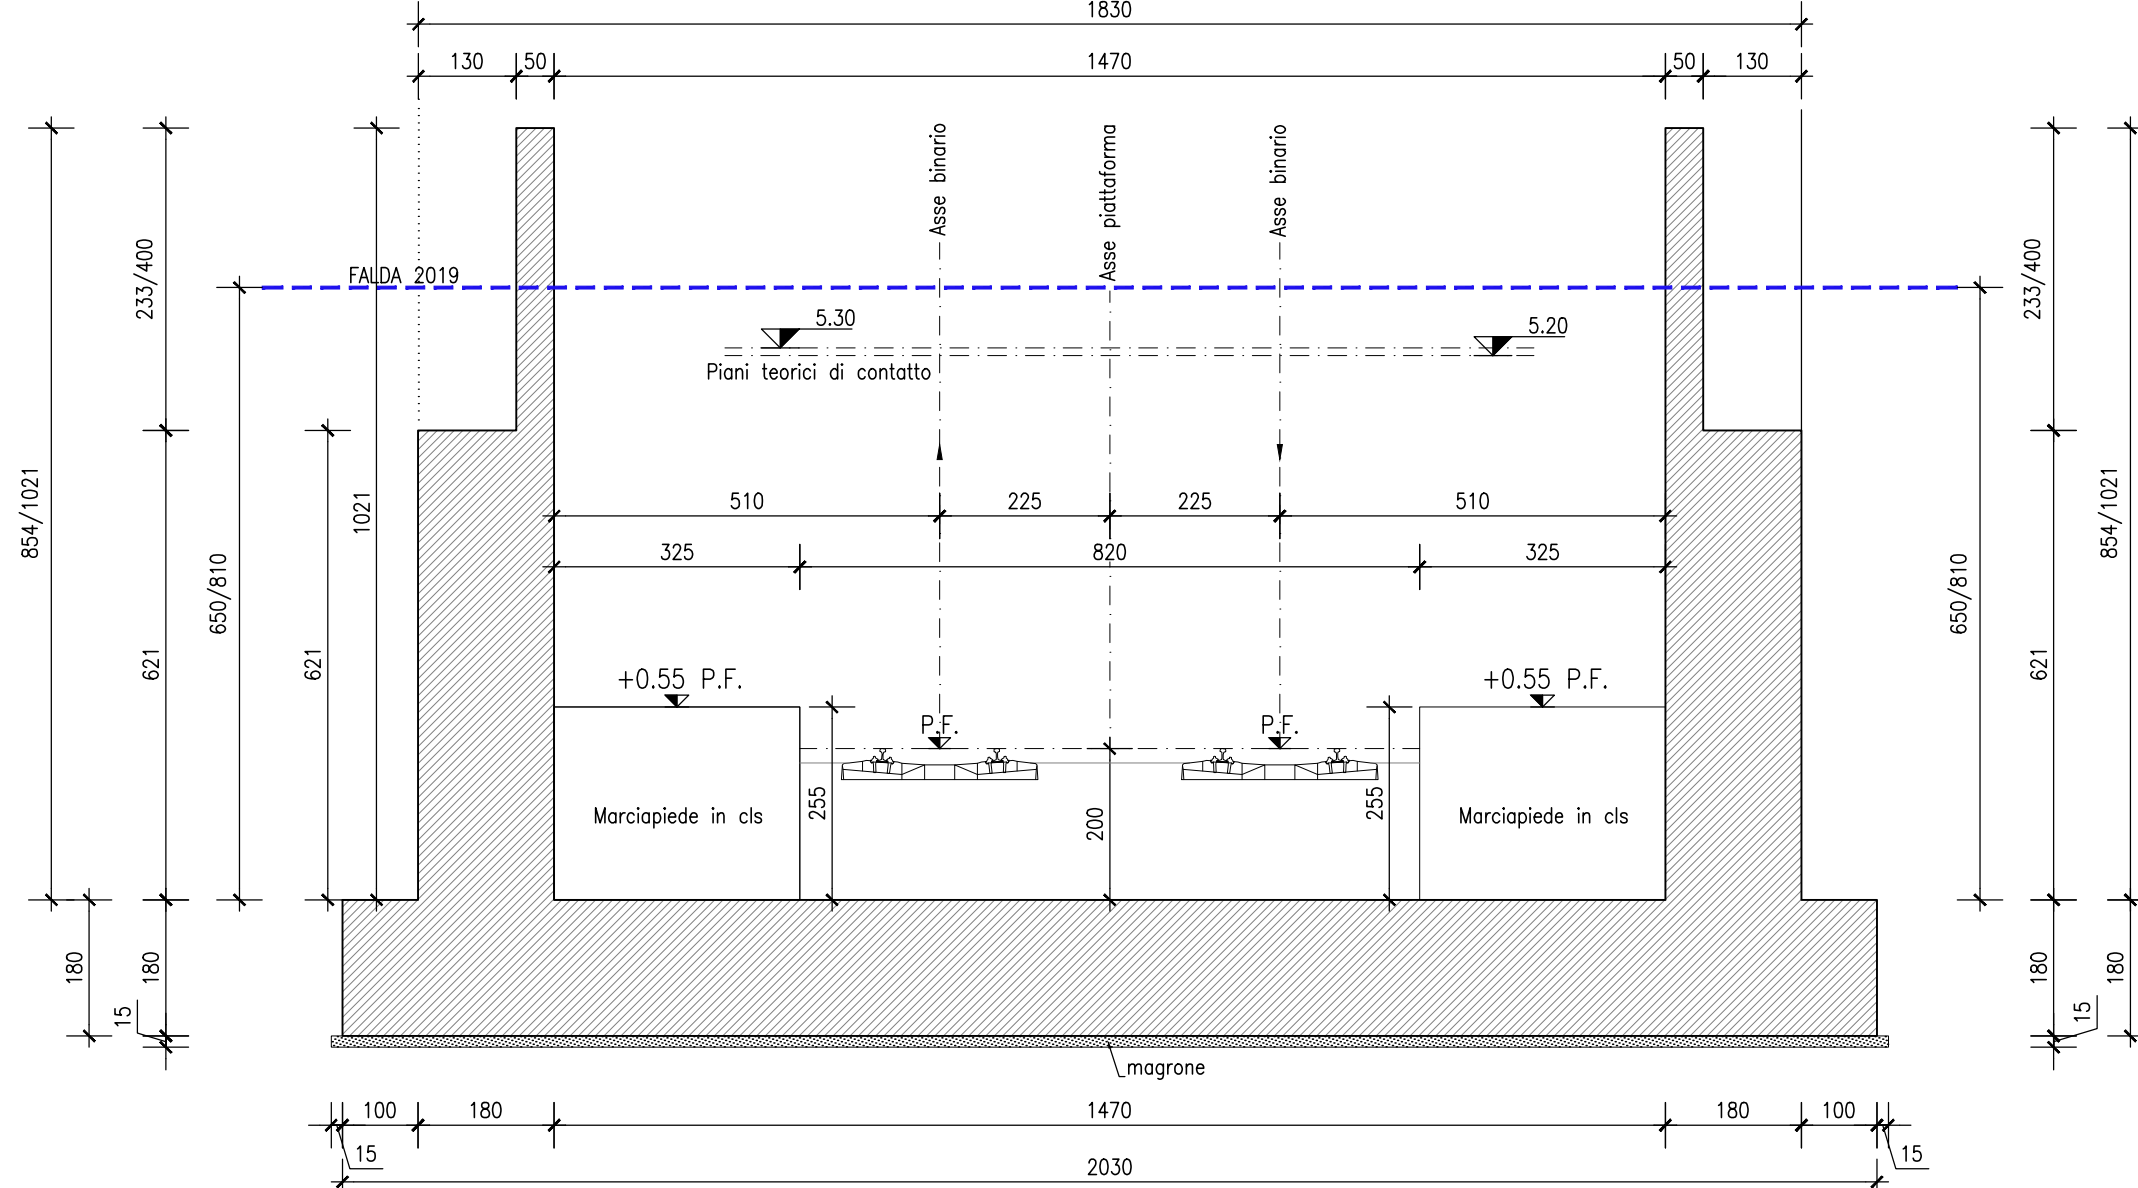 1830
130 50 1470 50 130
Asse binario
Asse piattaforma
Asse binario
FALDA 2019
233/400
233/400
5.30
5.20
Piani teorici di contatto
854/1021
1021
510 225 225 510
854/1021
325 820 325
650/810
650/810
621
621
621
+0.55 P.F.
+0.55 P.F.
P.F.
P.F.
Marciapiede in cls
255
200
255
Marciapiede in cls
180
180
15
180
180
15
magrone
100 180 1470 180 100
15
15
2030